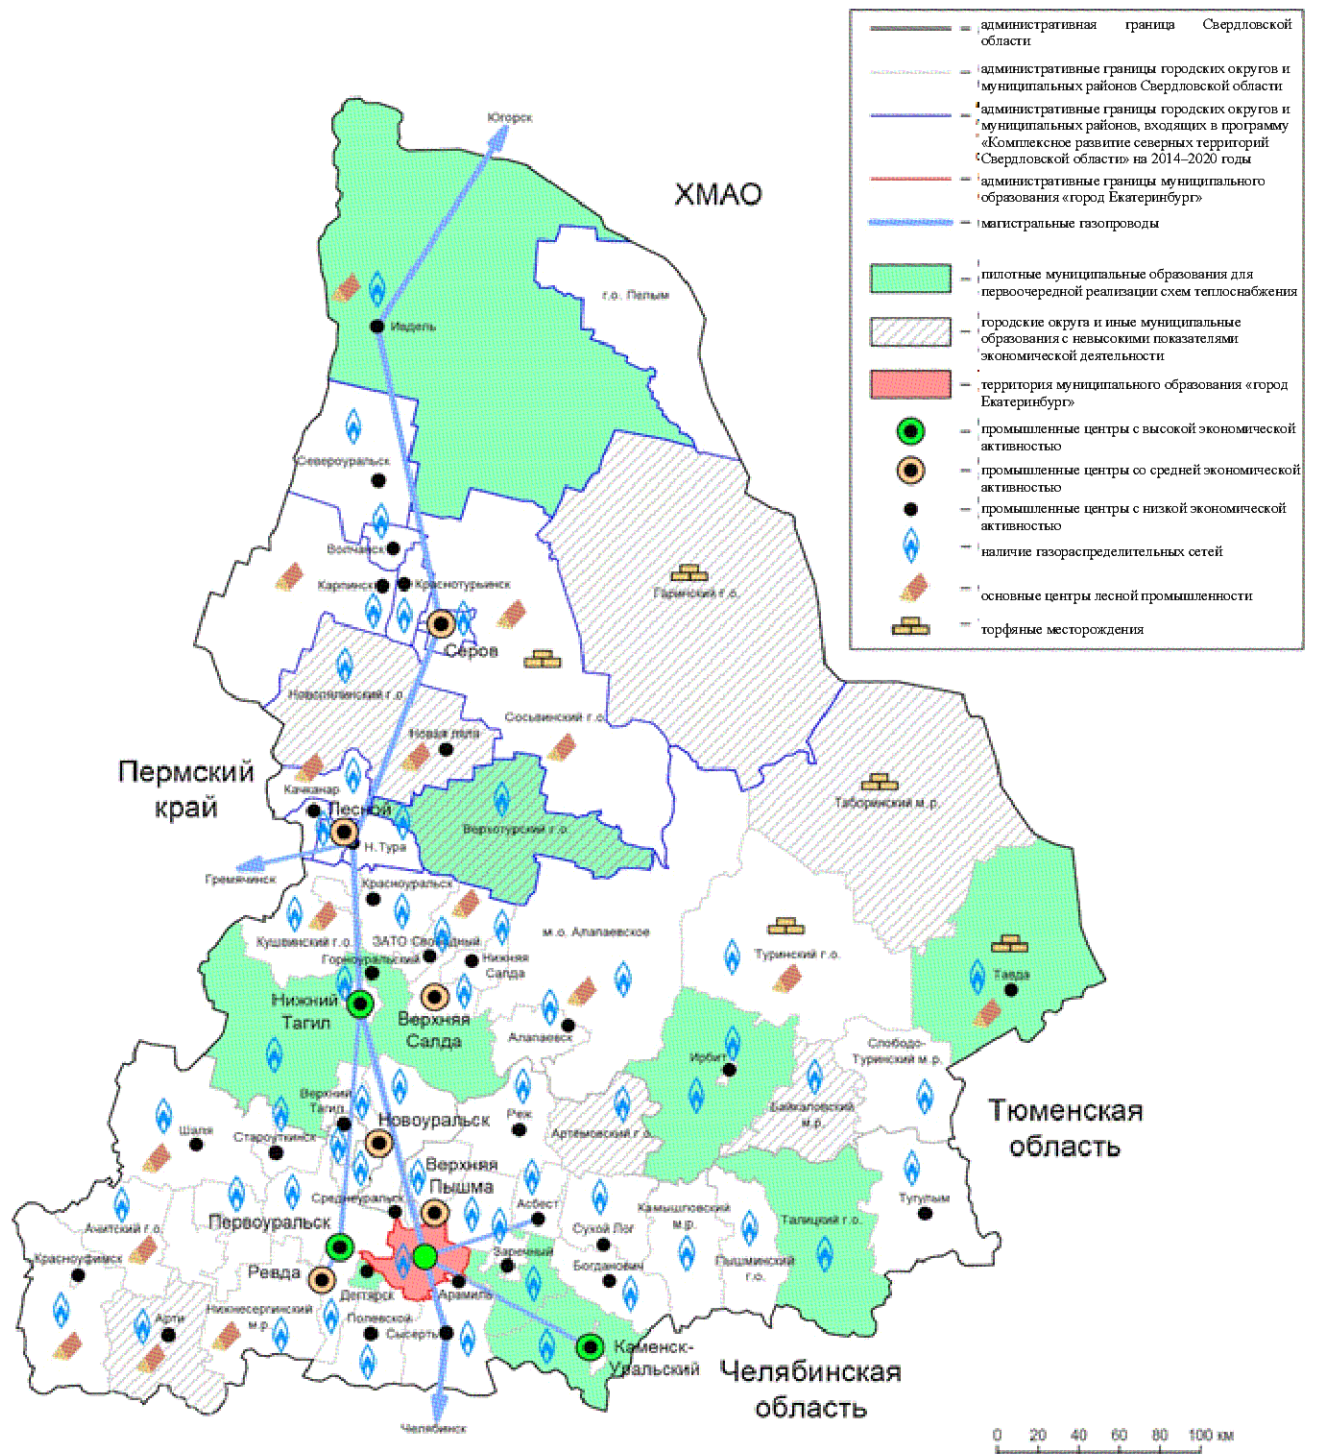 административная граница Свердловской
области
административные границы городских округов и
муниципальных районов Свердловской области
административные границы городских округов и
муниципальных районов, входящих в программу
«Комплексное развитие северных территорий
Свердловской области» на 2014–2020 годы
административные границы муниципального
образования «город Екатеринбург»
магистральные газопроводы
пилотные муниципальные образования для
первоочередной реализации схем теплоснабжения
городские округа и иные муниципальные
образования с невысокими показателями
экономической деятельности
территория муниципального образования «город
Екатеринбург»
промышленные центры с высокой экономической
активностью
промышленные центры со средней экономической
активностью
промышленные центры с низкой экономической
активностью
наличие газораспределительных сетей
основные центры лесной промышленности
торфяные месторождения
Югорск
ХМАО
г.о. Пелым
Ивдель
Североуральск
Волчанск
Карпинск
Краснотурьинск
Гаринский г.о.
Серов
Новолялинский г.о.
Сосьвинский г.о.
Новая ляла
Пермский
край
Качканар
Лесной
Таборинский м.р.
Верхотурский г.о.
Н.Тура
Гремячинск
Красноуральск
Кушвинский г.о.
ЗАТО Свободный
м.о. Алапаевское
Горноуральский
Нижняя
Салда
Туринский г.о.
Тавда
Нижний
Тагил
Верхняя
Салда
Алапаевск
Ирбит
Слободо-
Туринский м.р.
Верхний
Тагил
Новоуральск
Реж
Артёмовский г.о.
Байкаловский
м.р.
Тюменская
область
Шаля
Староуткинск
Верхняя
Пышма
Среднеуральск
Асбест
Тугулым
Ачитский г.о.
Первоуральск
Сухой Лог
Камышловский
м.р.
Талицкий г.о.
Красноуфимск
Ревда
Заречный
Богданович
Пышминский
г.о.
Дегтярск
Арамиль
Арти
Нижнесергинский
м.р.
Полевской
Сысерть
Каменск-
Уральский
Челябинская
область
Челябинск
0 20 40 60 80 100 км